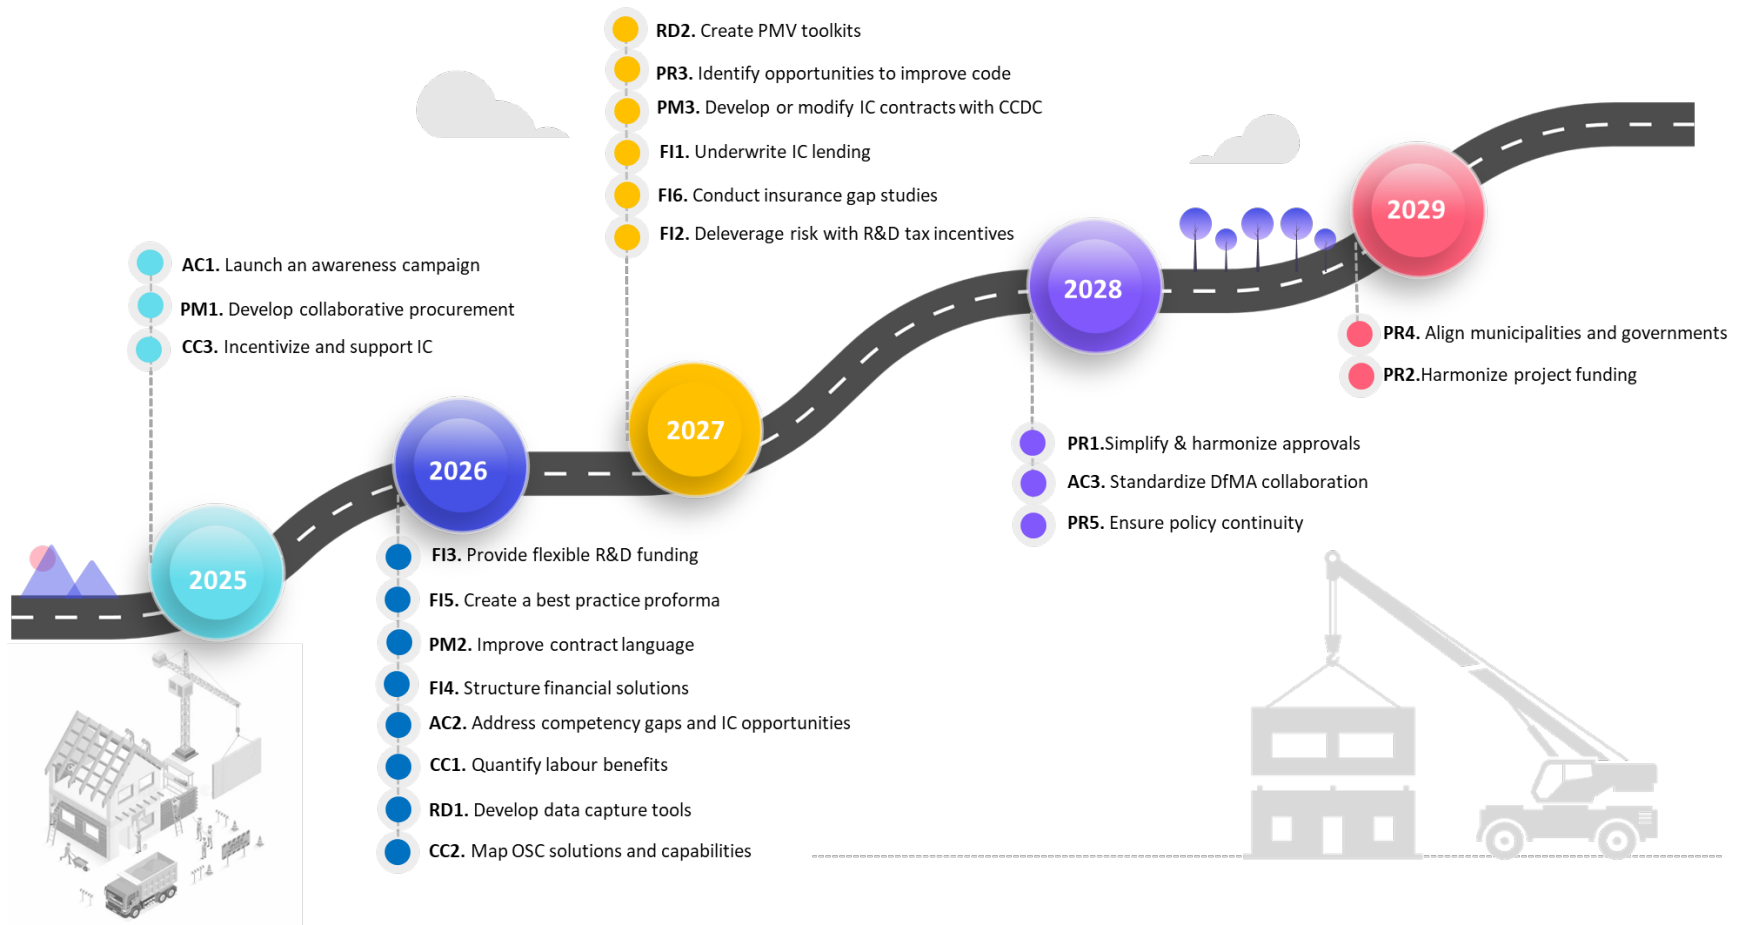 2025
AC1. Launch an awareness campaign
PM1. Develop collaborative procurement
CC3. Incentivize and support IC
2026
FI3. Provide flexible R&D funding
FI5. Create a best practice proforma
PM2. Improve contract language
FI4. Structure financial solutions
AC2. Address competency gaps and IC opportunities
CC1. Quantify labour benefits
RD1. Develop data capture tools
CC2. Map OSC solutions and capabilities
2027
RD2. Create PMV toolkits
PR3. Identify opportunities to improve code
PM3. Develop or modify IC contracts with CCDC
FI1. Underwrite IC lending
FI6. Conduct insurance gap studies
FI2. Deleverage risk with R&D tax incentives
2028
PR1.Simplify & harmonize approvals
AC3. Standardize DfMA collaboration
PR5. Ensure policy continuity
2029
PR4. Align municipalities and governments
PR2.Harmonize project funding